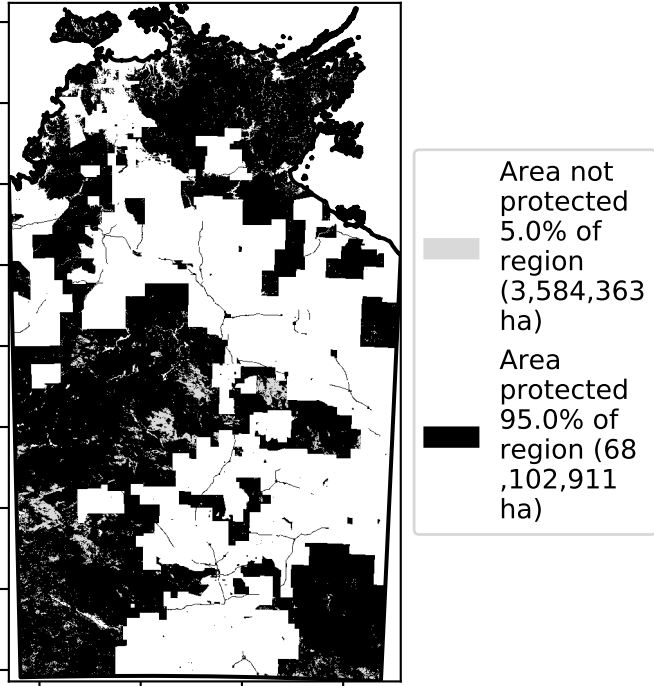 Area not
protected
5.0% of
region
(3,584,363
ha)
Area
protected
95.0% of
region (68
,102,911
ha)